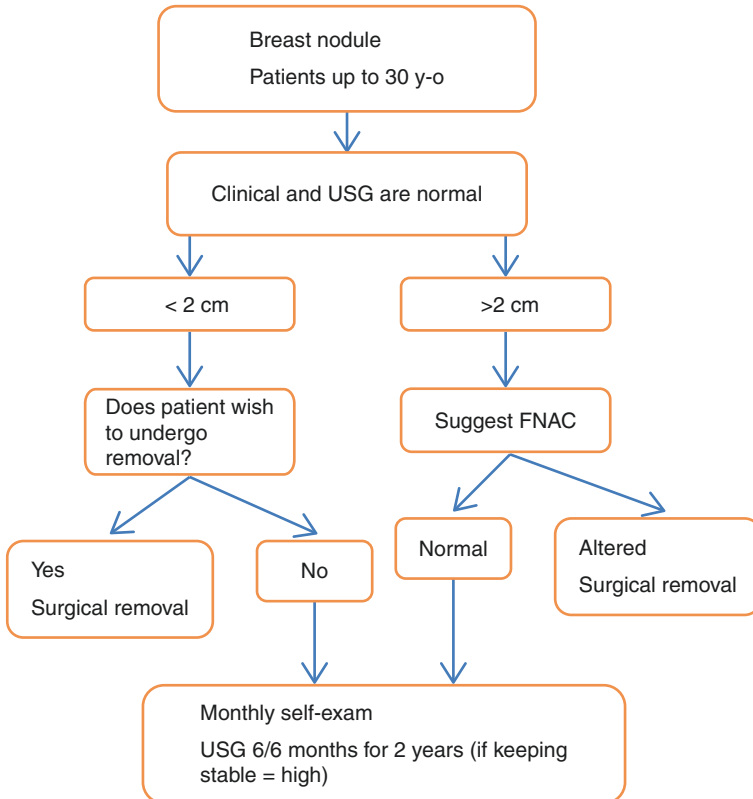 Breast nodule
Patients up to 30 y-o
Clinical and USG are normal
< 2 cm
>2 cm
Does patient wish
to undergo
removal?
Suggest FNAC
Yes
Surgical removal
No
Normal
Altered
Surgical removal
Monthly self-exam
USG 6/6 months for 2 years (if keeping
stable = high)